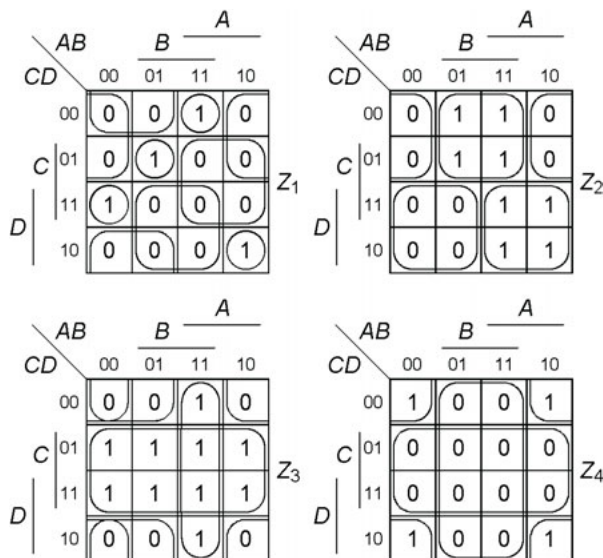 A
AB B
CD 00 01 11 10
00 0 0 1 0
C 01 0 1 0 0
Z1
D 11 1 0 0 0
10 0 0 0 1
A
AB B
CD 00 01 11 10
00 0 1 1 0
C 01 0 1 1 0
Z2
D 11 0 0 1 1
10 0 0 1 1
A
AB B
CD 00 01 11 10
00 0 0 1 0
C 01 1 1 1 1
Z3
D 11 1 1 1 1
10 0 0 1 0
A
AB B
CD 00 01 11 10
00 1 0 0 1
C 01 0 0 0 0
Z4
D 11 0 0 0 0
10 1 0 0 1